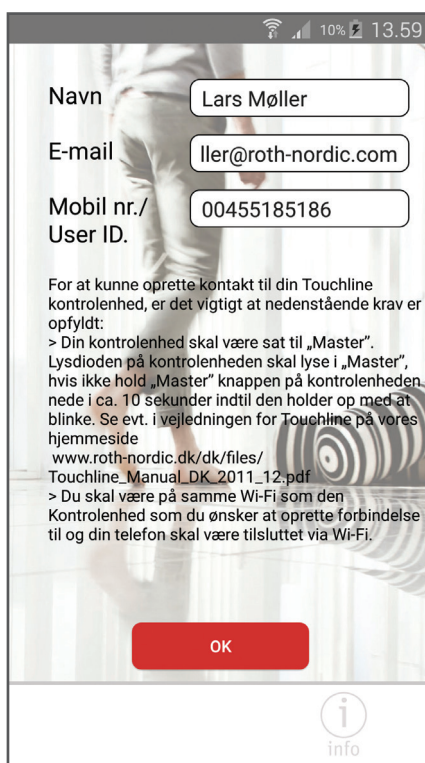 10% 13.59
Navn
Lars Møller
E-mail
ller@roth-nordic.com
Mobil nr./
User ID.
00455185186
For at kunne oprette kontakt til din Touchline
kontrolenhed, er det vigtigt at nedenstående krav er
opfyldt:
> Din kontrolenhed skal være sat til „Master”.
Lysdioden på kontrolenheden skal lyse i „Master”,
hvis ikke hold „Master” knappen på kontrolenheden
nede i ca. 10 sekunder indtil den holder op med at
blinke. Se evt. i vejledningen for Touchline på vores
hjemmeside
www.roth-nordic.dk/dk/files/
Touchline_Manual_DK_2011_12.pdf
> Du skal være på samme Wi-Fi som den
Kontrolenhed som du ønsker at oprette forbindelse
til og din telefon skal være tilsluttet via Wi-Fi.
OK
info